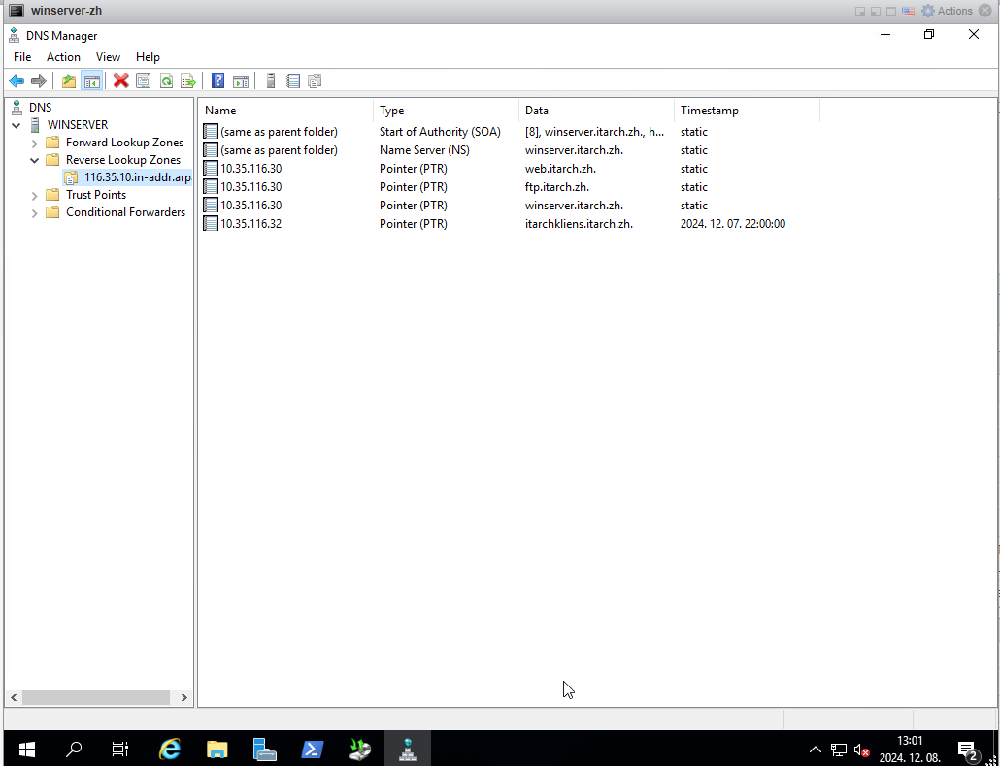 winserver-zh Actions
DNS Manager
File Action View Help
DNS
WINSERVER
Forward Lookup Zones
Reverse Lookup Zones
116.35.10.in-addr.arp
Trust Points
Conditional Forwarders
Name Type Data Timestamp
(same as parent folder) Start of Authority (SOA) [8], winserver.itarch.zh., h... static
(same as parent folder) Name Server (NS) winserver.itarch.zh. static
10.35.116.30 Pointer (PTR) web.itarch.zh. static
10.35.116.30 Pointer (PTR) ftp.itarch.zh. static
10.35.116.30 Pointer (PTR) winserver.itarch.zh. static
10.35.116.32 Pointer (PTR) itarchkliens.itarch.zh. 2024. 12. 07. 22:00:00
13:01
2024. 12. 08.
2